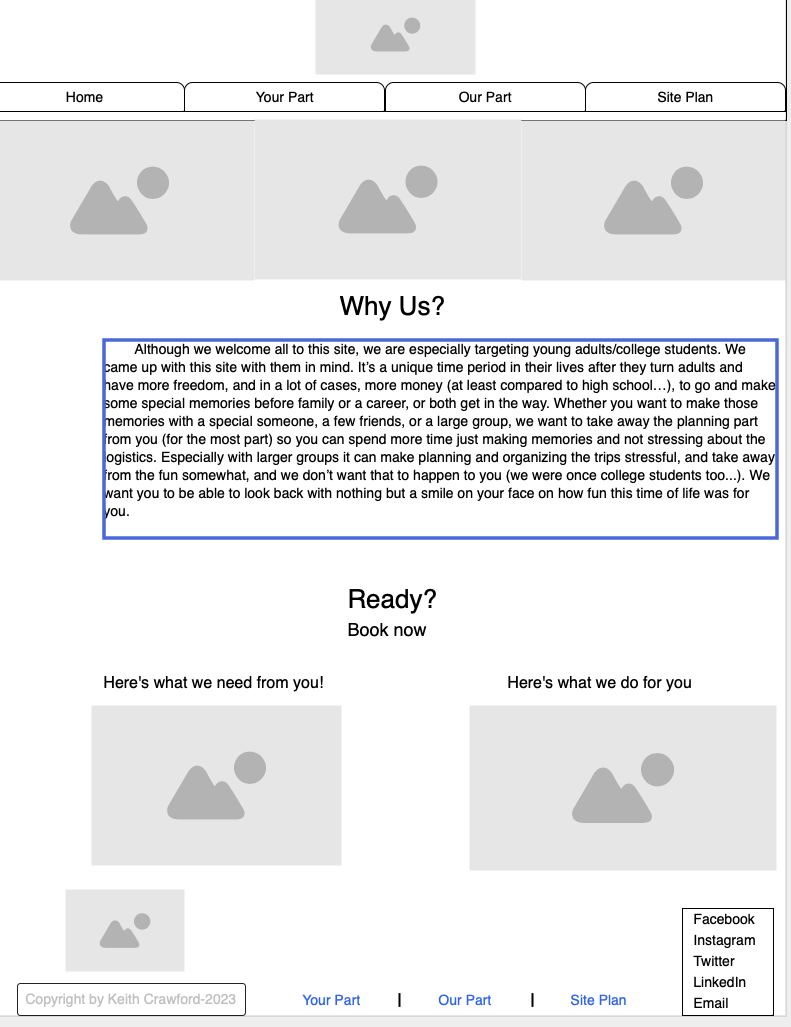 Home
Your Part
Our Part
Site Plan
Why Us?
Although we welcome all to this site, we are especially targeting young adults/college students. We
came up with this site with them in mind. It’s a unique time period in their lives after they turn adults and
have more freedom, and in a lot of cases, more money (at least compared to high school…), to go and make
some special memories before family or a career, or both get in the way. Whether you want to make those
memories with a special someone, a few friends, or a large group, we want to take away the planning part
from you (for the most part) so you can spend more time just making memories and not stressing about the
logistics. Especially with larger groups it can make planning and organizing the trips stressful, and take away
from the fun somewhat, and we don’t want that to happen to you (we were once college students too...). We
want you to be able to look back with nothing but a smile on your face on how fun this time of life was for
you.
Ready?
Book now
Here's what we need from you!
Here's what we do for you
Facebook
Instagram
Twitter
LinkedIn
Email
Copyright by Keith Crawford-2023
Your Part | Our Part | Site Plan